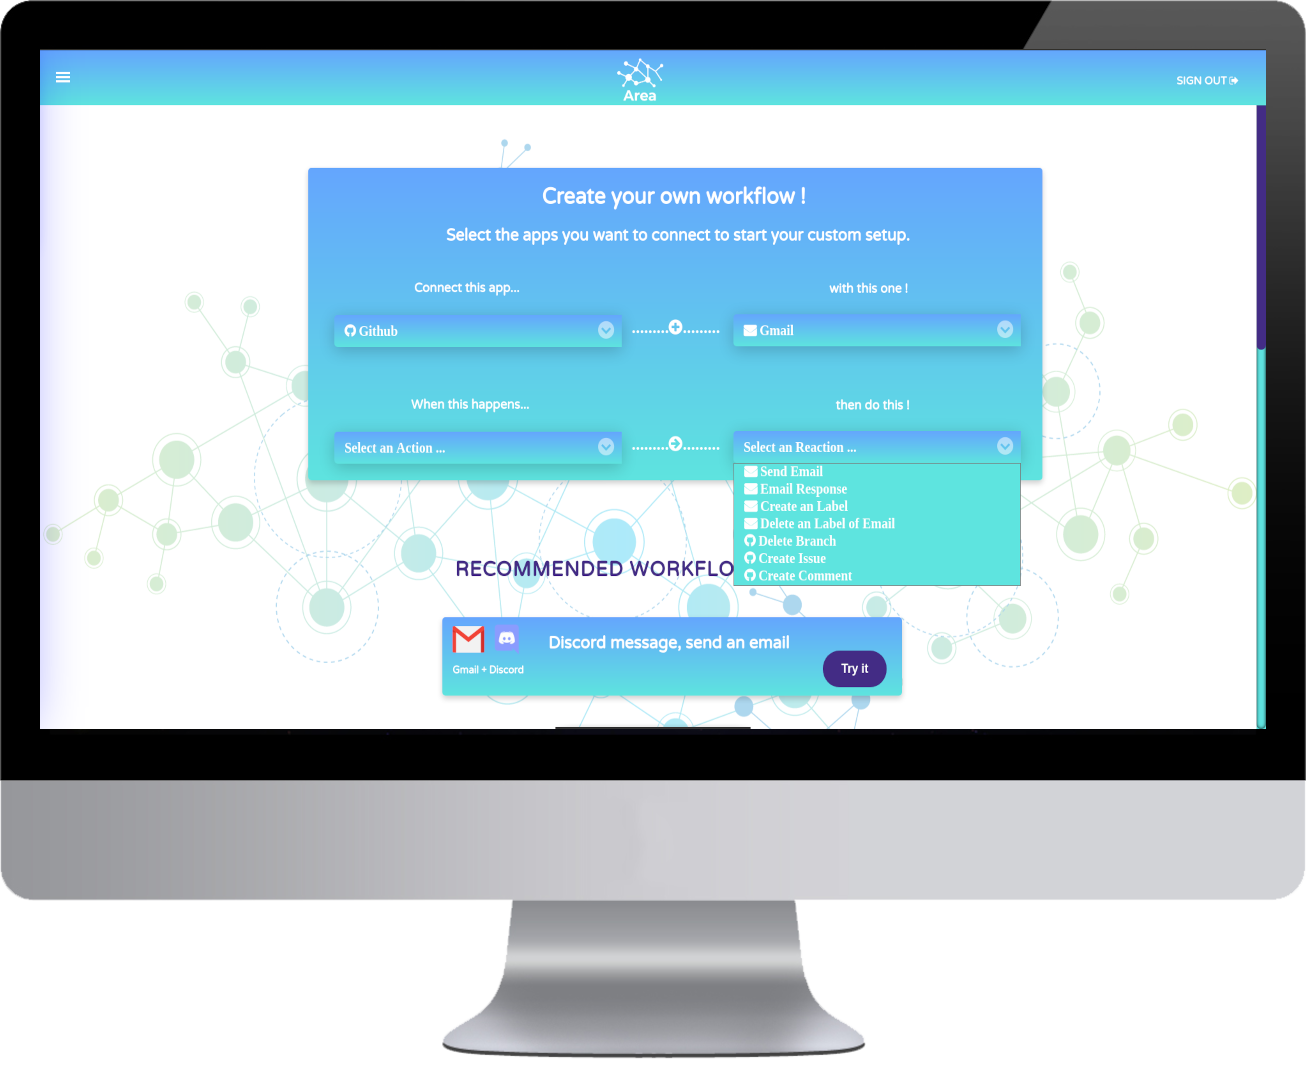 Area
SIGN OUT
Create your own workflow !
Select the apps you want to connect to start your custom setup.
Connect this app...
with this one !
Github
Gmail
When this happens...
then do this !
Select an Action ...
Select an Reaction ...
Send Email
Email Response
Create an Label
Delete an Label of Email
Delete Branch
Create Issue
Create Comment
RECOMMENDED WORKFLO
Discord message, send an email
Gmail + Discord
Try it